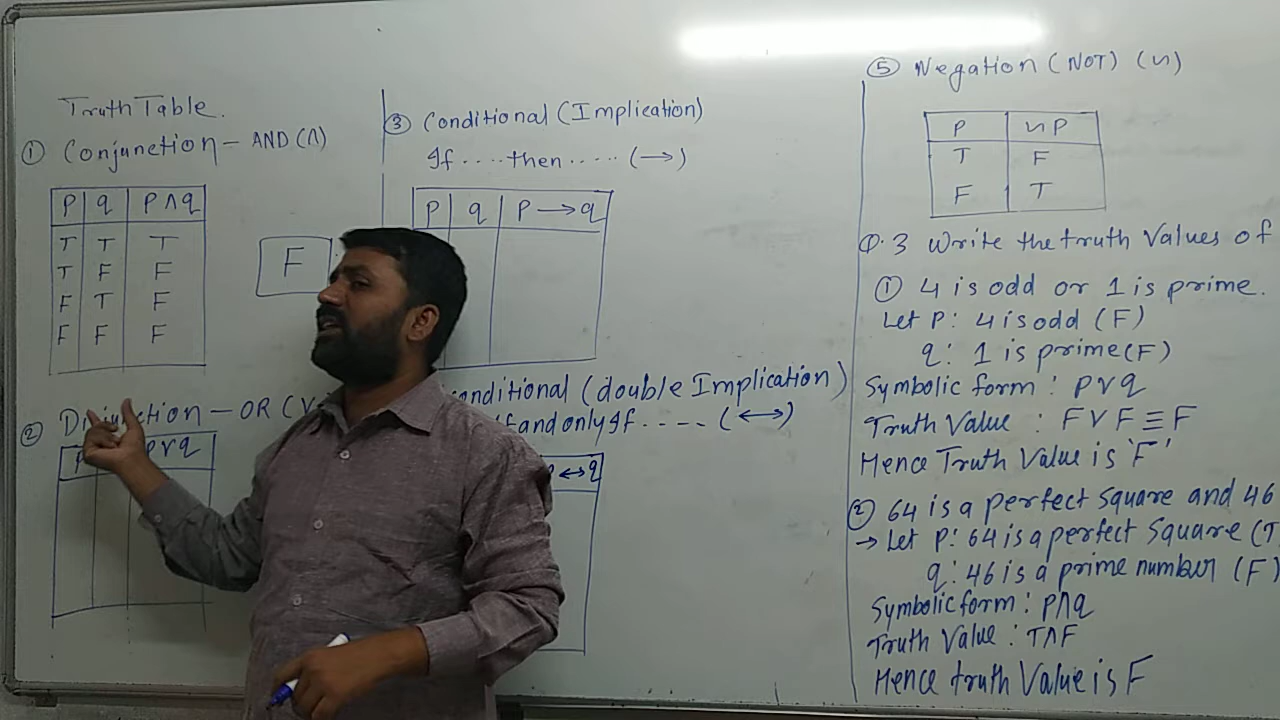 Truth Table.
① Conjunction - AND (∧)
P q P∧q
T T T
T F F
F T F
F F F
F
② Disjunction - OR (V
P∨q
③ Conditional (Implication)
If .... then ..... (→)
P q P→q
conditional (double Implication)
If and only If .... (↔)
↔q
⑤ Negation (NOT) (∼)
P ∼P
T F
F T
Q.3 Write the truth Values of
① 4 is odd or 1 is prime.
Let P: 4 is odd (F)
q: 1 is prime (F)
Symbolic form: P∨q
Truth Value: F∨F≡F
Hence Truth Value is 'F'
② 64 is a perfect square and 46
→ Let P: 64 is a perfect Square (T
q: 46 is a prime number (F)
Symbolic form: P∧q
Truth Value: T∧F
Hence truth Value is F